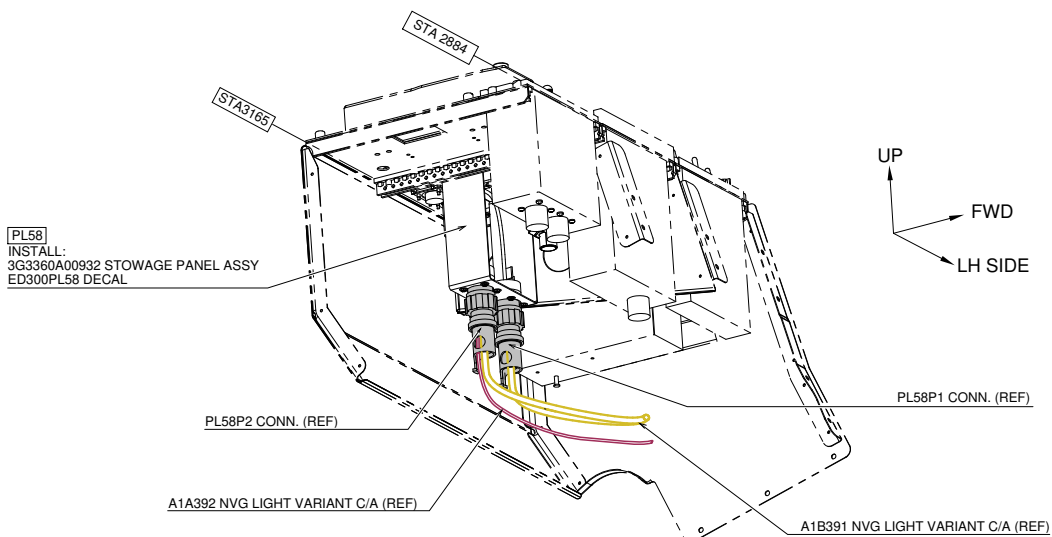 STA 2884
STA3165
UP
FWD
LH SIDE
PL58
INSTALL:
3G3360A00932 STOWAGE PANEL ASSY
ED300PL58 DECAL
PL58P1 CONN. (REF)
PL58P2 CONN. (REF)
A1A392 NVG LIGHT VARIANT C/A (REF)
A1B391 NVG LIGHT VARIANT C/A (REF)